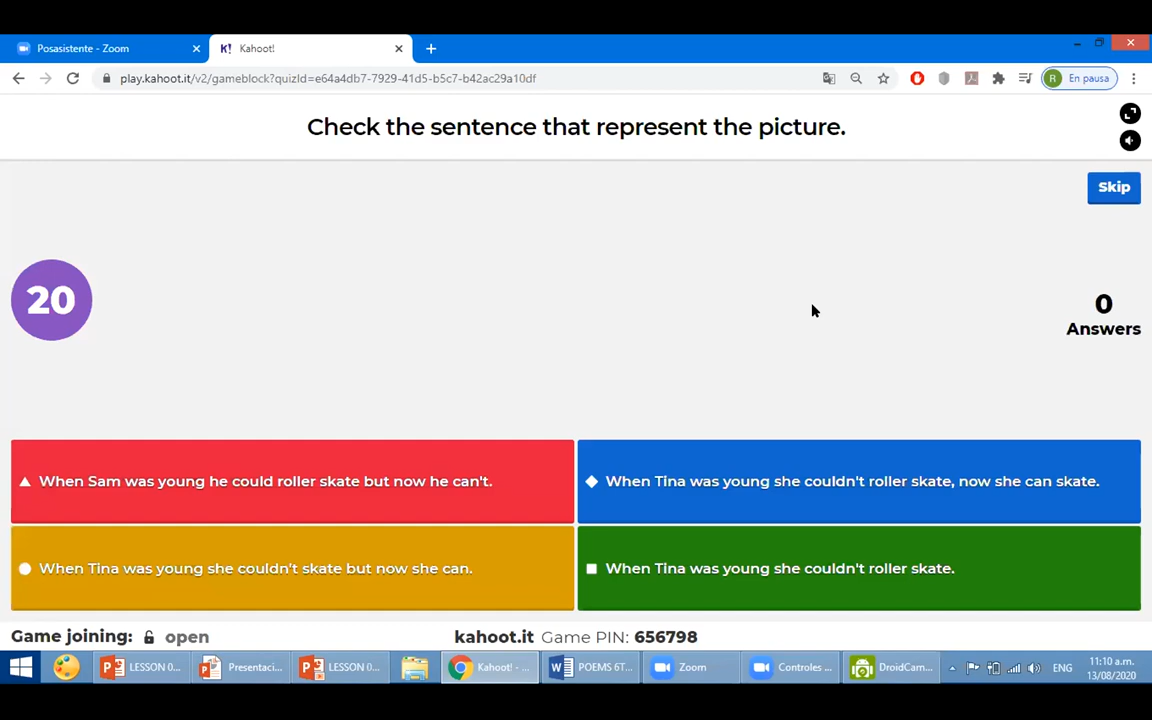 Posasistente - Zoom
K! Kahoot!
play.kahoot.it/v2/gameblock?quizId=e64a4db7-7929-41d5-b5c7-b42ac29a10df
R En pausa
Check the sentence that represent the picture.
Skip
20
0
Answers
When Sam was young he could roller skate but now he can't.
When Tina was young she couldn't roller skate, now she can skate.
When Tina was young she couldn't skate but now she can.
When Tina was young she couldn't roller skate.
Game joining: open
kahoot.it Game PIN: 656798
LESSON 0...
Presentaci...
LESSON 0...
Kahoot! - ...
POEMS 6T...
Zoom
Controles ...
DroidCam...
ENG
11:10 a.m.
13/08/2020